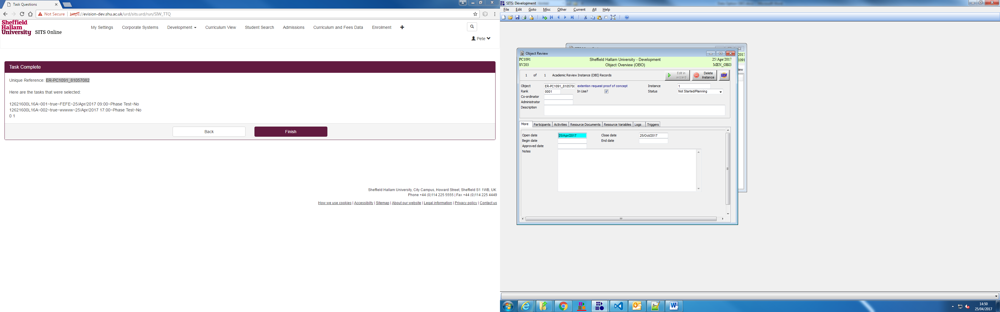 Task Questions
Not Secure | https://evision-dev.shu.ac.uk/urd/sits.urd/run/SIW_TTQ
Sheffield
Hallam
University
SITS Online
My Settings
Corporate Systems
Development
Curriculum View
Student Search
Admissions
Curriculum and Fees Data
Enrolment
Pete
Task Complete
Unique Reference: ER-PC1091_81057082
Here are the tasks that were selected:
12621600L16A~001~true~FEFE~25/Apr/2017 09:00~Phase Test~No
12621600L16A~002~true~wvwvw~25/Apr/2017 17:00~Phase Test~No
0 1
Back
Finish
Sheffield Hallam University, City Campus, Howard Street, Sheffield S1 1WB, UK
Phone +44 (0)114 225 5555 | Fax +44 (0)114 225 4449
How we use cookies | Accessibilty | Sitemap | About our website | Legal information | Privacy policy | Contact us
SITS: Development
File Edit Goto Misc Other Current All Help
Object Review
PC1091 Sheffield Hallam University - Development 25/Apr/2017
SV203 Object Overview (OBO) MEN_OBI3
2017
1091
iew
1 of 1 Academic Review Instance (OBI) Records
Edit in wizard
Delete Instance
UDF
Object ER-PC1091_8105708 extention request proof of concept Instance 1
Rank 0001 In Use? Status Not Started/Planning
Co-ordinator
Administrator
Description
More Participants Activities Resource Documents Resource Variables Logs Triggers
Open date 25/Apr/2017 Close date 25/Oct/2017
Begin date End date
Approved date
Notes
14:50
25/04/2017